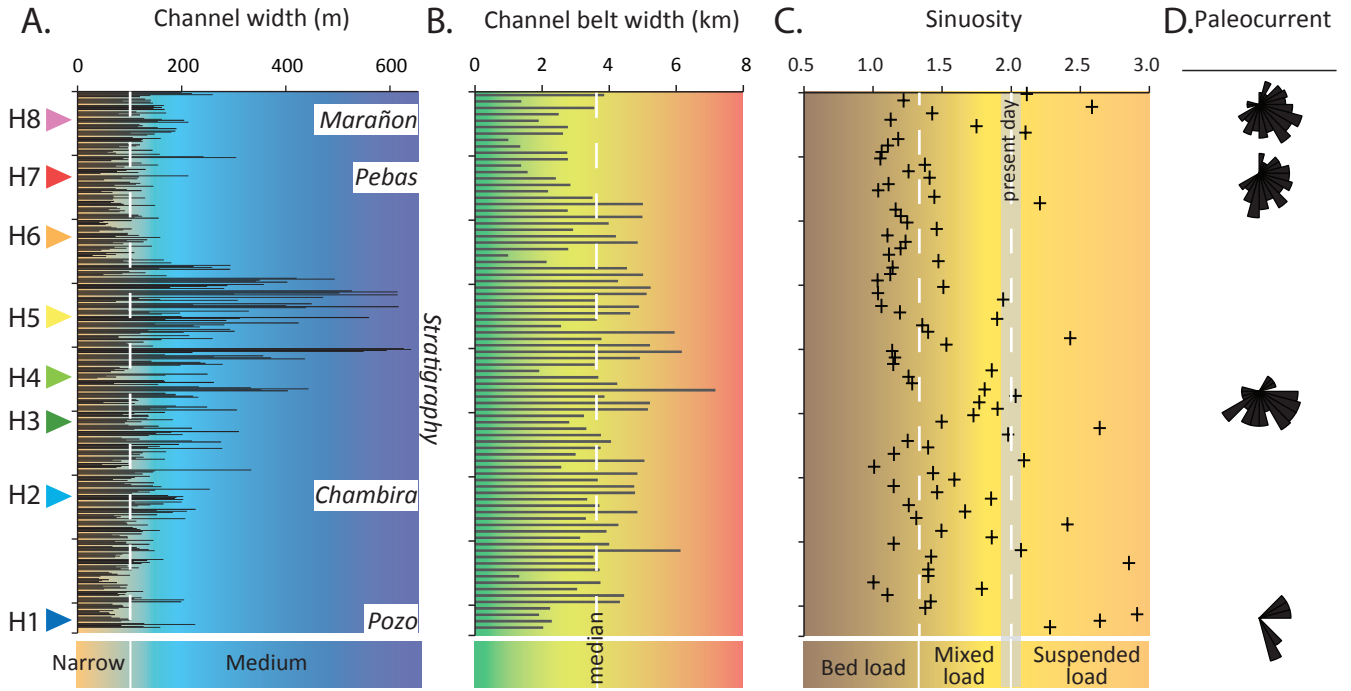 A.
Channel width (m)
0 200 400 600
H8
H7
H6
H5
H4
H3
H2
H1
Marañon
Pebas
Chambira
Pozo
Stratigraphy
Narrow
Medium
B.
Channel belt width (km)
0 2 4 6 8
median
C.
Sinuosity
0.5 1.0 1.5 2.0 2.5 3.0
present day
Bed load
Mixed
load
Suspended
load
D.
Paleocurrent